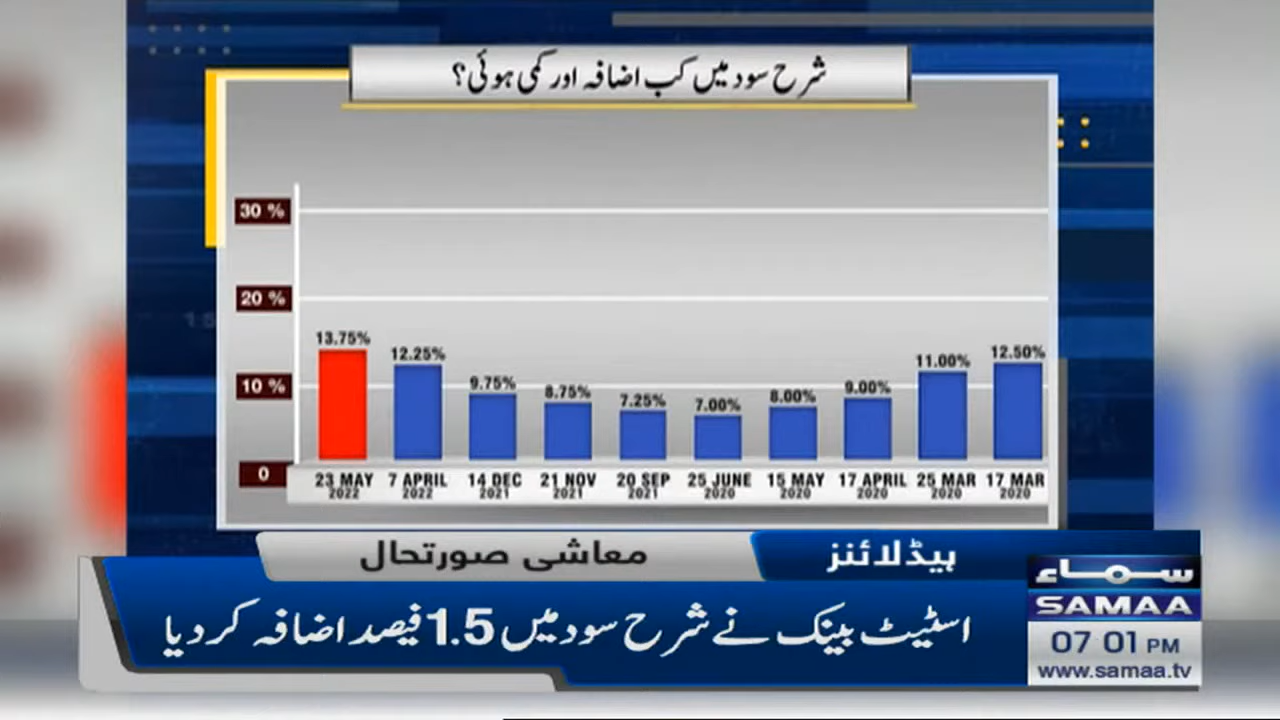 شرح سود میں کب اضافہ اور کمی ہوئی؟
30 %
20 %
10 %
0
13.75% 12.25% 9.75% 8.75% 7.25% 7.00% 8.00% 9.00% 11.00% 12.50%
23 MAY 7 APRIL 14 DEC 21 NOV 20 SEP 25 JUNE 15 MAY 17 APRIL 25 MAR 17 MAR
2022 2022 2021 2021 2021 2020 2020 2020 2020 2020
ہیڈلائنز معاشی صورتحال
اسٹیٹ بینک نے شرح سود میں 1.5 فیصد اضافہ کر دیا
سماء
SAMAA
07 01 PM
www.samaa.tv